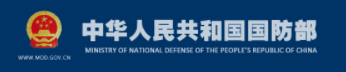 中华人民共和国国防部
MINISTRY OF NATIONAL DEFENSE OF THE PEOPLE'S REPUBLIC OF CHINA
WWW.MOD.GOV.CN